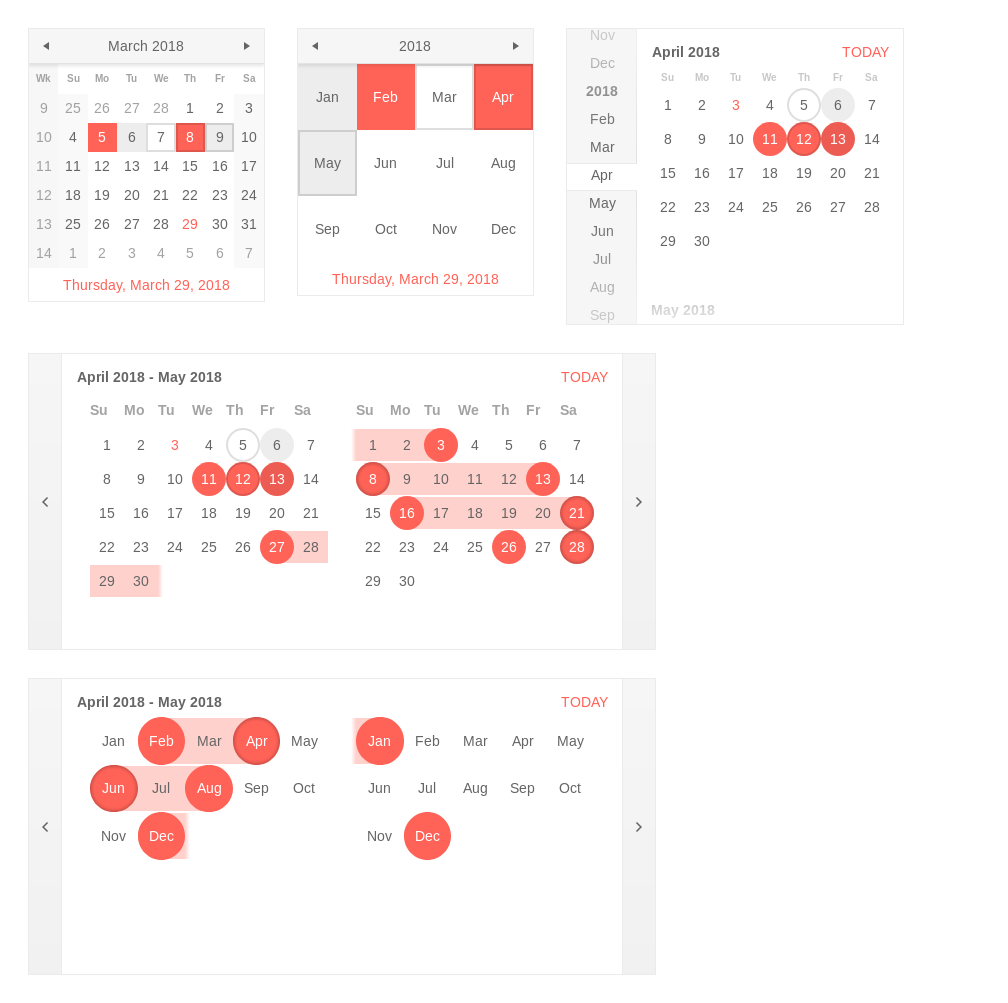 March 2018
Wk Su Mo Tu We Th Fr Sa
9 25 26 27 28 1 2 3
10 4 5 6 7 8 9 10
11 11 12 13 14 15 16 17
12 18 19 20 21 22 23 24
13 25 26 27 28 29 30 31
14 1 2 3 4 5 6 7
Thursday, March 29, 2018
2018
Jan Feb Mar Apr
May Jun Jul Aug
Sep Oct Nov Dec
Thursday, March 29, 2018
Nov
Dec
2018
Feb
Mar
Apr
May
Jun
Jul
Aug
Sep
April 2018 TODAY
Su Mo Tu We Th Fr Sa
1 2 3 4 5 6 7
8 9 10 11 12 13 14
15 16 17 18 19 20 21
22 23 24 25 26 27 28
29 30
May 2018
April 2018 - May 2018 TODAY
Su Mo Tu We Th Fr Sa
1 2 3 4 5 6 7
8 9 10 11 12 13 14
15 16 17 18 19 20 21
22 23 24 25 26 27 28
29 30
Su Mo Tu We Th Fr Sa
1 2 3 4 5 6 7
8 9 10 11 12 13 14
15 16 17 18 19 20 21
22 23 24 25 26 27 28
29 30
April 2018 - May 2018 TODAY
Jan Feb Mar Apr May
Jun Jul Aug Sep Oct
Nov Dec
Jan Feb Mar Apr May
Jun Jul Aug Sep Oct
Nov Dec